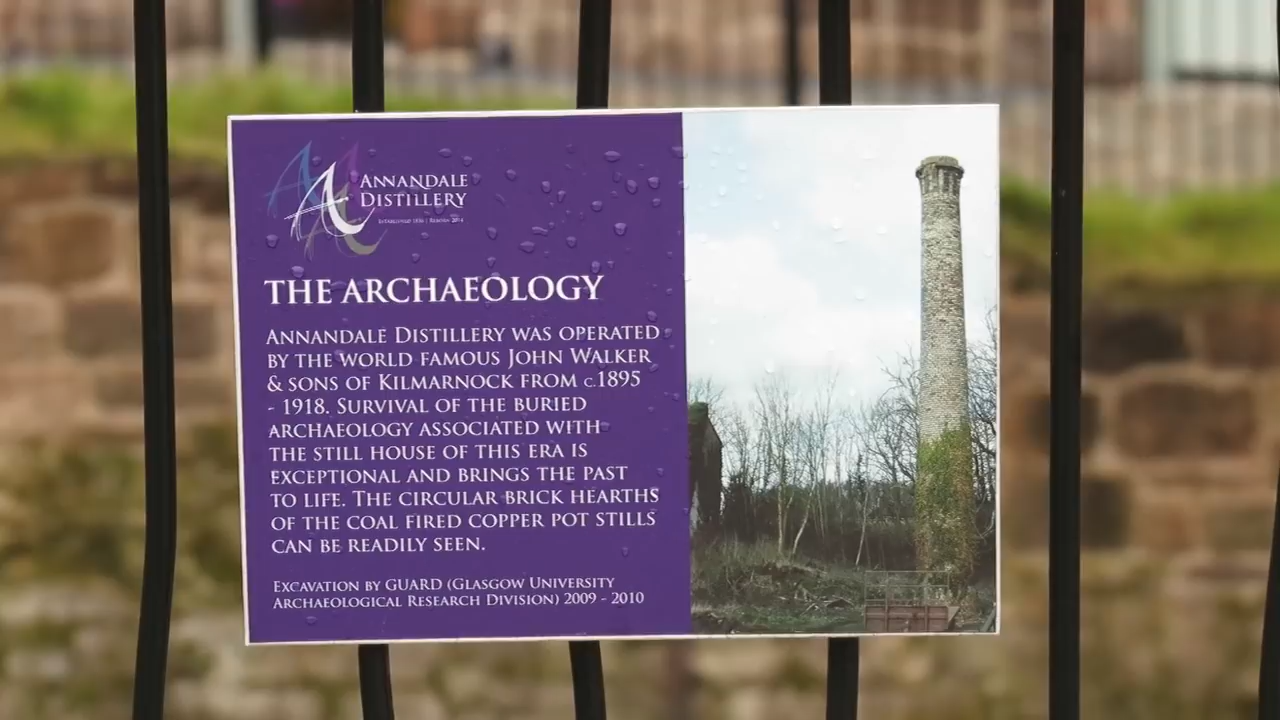 ANNANDALE
DISTILLERY
ESTABLISHED 1836 | REBORN 2014
THE ARCHAEOLOGY
ANNANDALE DISTILLERY WAS OPERATED
BY THE WORLD FAMOUS JOHN WALKER
& SONS OF KILMARNOCK FROM c.1895
- 1918. SURVIVAL OF THE BURIED
ARCHAEOLOGY ASSOCIATED WITH
THE STILL HOUSE OF THIS ERA IS
EXCEPTIONAL AND BRINGS THE PAST
TO LIFE. THE CIRCULAR BRICK HEARTHS
OF THE COAL FIRED COPPER POT STILLS
CAN BE READILY SEEN.
EXCAVATION BY GUARD (GLASGOW UNIVERSITY
ARCHAEOLOGICAL RESEARCH DIVISION) 2009 - 2010